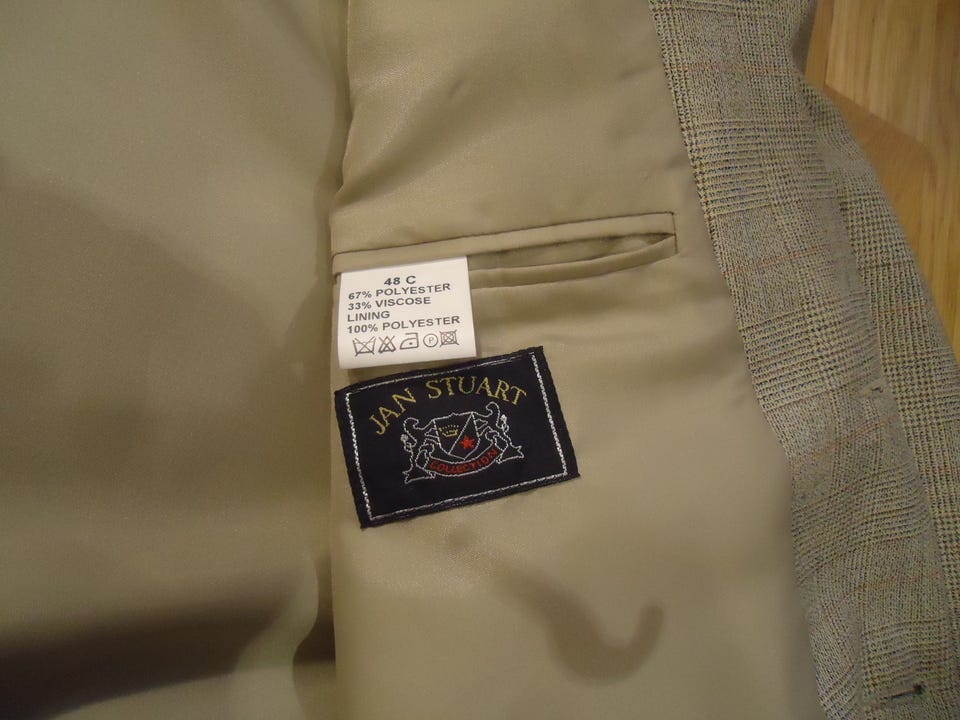 48 C
67% POLYESTER
33% VISCOSE
LINING
100% POLYESTER
P
JAN STUART
COLLECTION